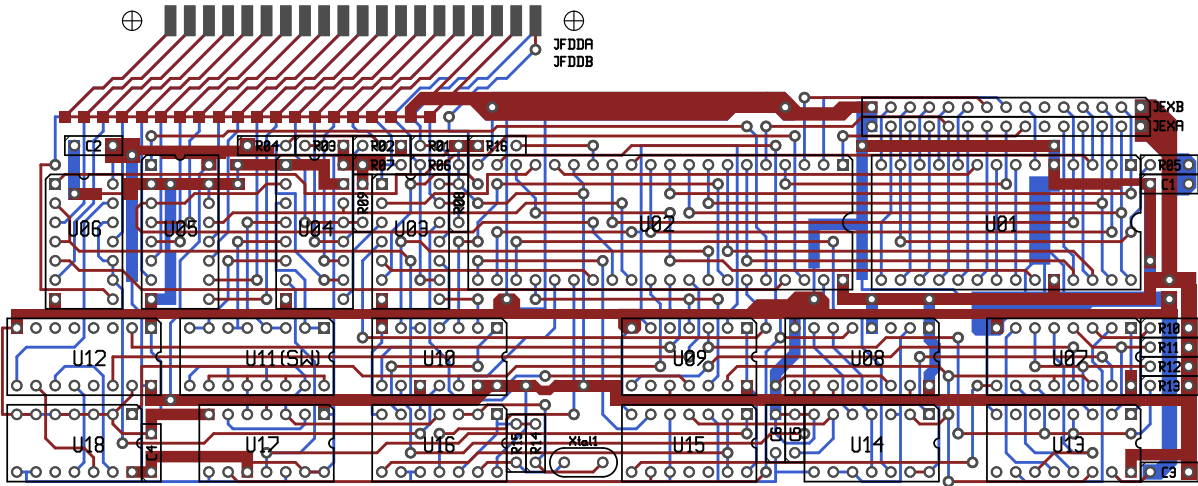 JFDDA
JFDDB
JEXB
JEXA
C2 R04 R03 R02 R01 R16
R07 R06 R05
R09 R08 C1
U06 U05 U04 U03 U02 U01
U12 U11(SW) U10 U09 U08 U07 R10
R11
R12
R13
U18 C4 U17 U16 R15 R14 Xtal1 U15 C6 C5 U14 U13
C3